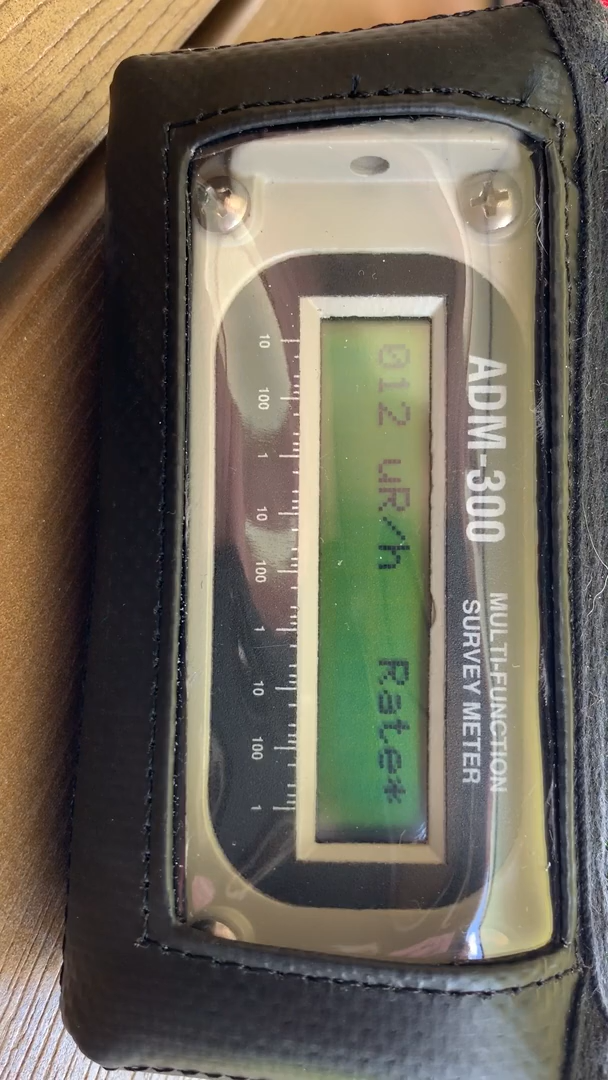 ADM-300
MULTI-FUNCTION
SURVEY METER
012 uR/h Rate*
10 100 1 10 100 1 10 100 1